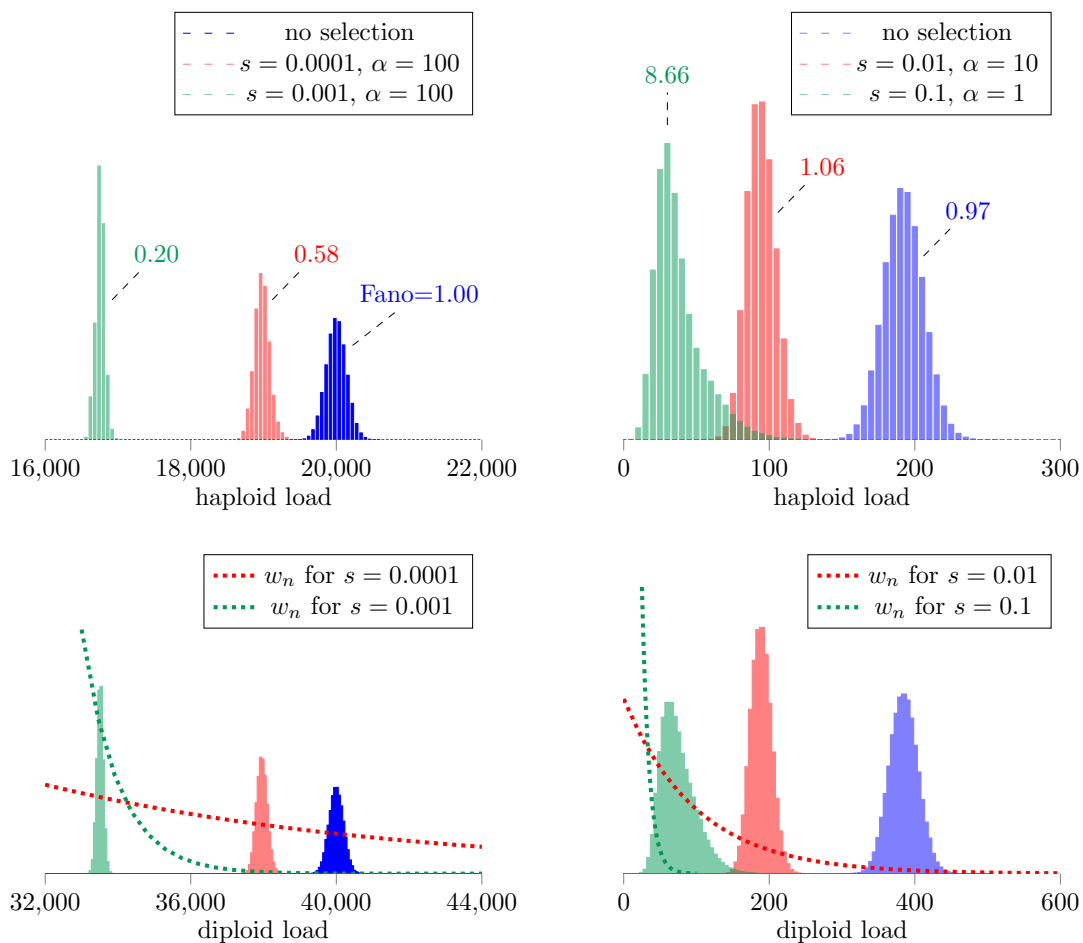 no selection
s = 0.0001, α = 100
s = 0.001, α = 100
0.20
0.58
Fano=1.00
16,000 18,000 20,000 22,000
haploid load
no selection
s = 0.01, α = 10
s = 0.1, α = 1
8.66
1.06
0.97
0 100 200 300
haploid load
w_n for s = 0.0001
w_n for s = 0.001
32,000 36,000 40,000 44,000
diploid load
w_n for s = 0.01
w_n for s = 0.1
0 200 400 600
diploid load